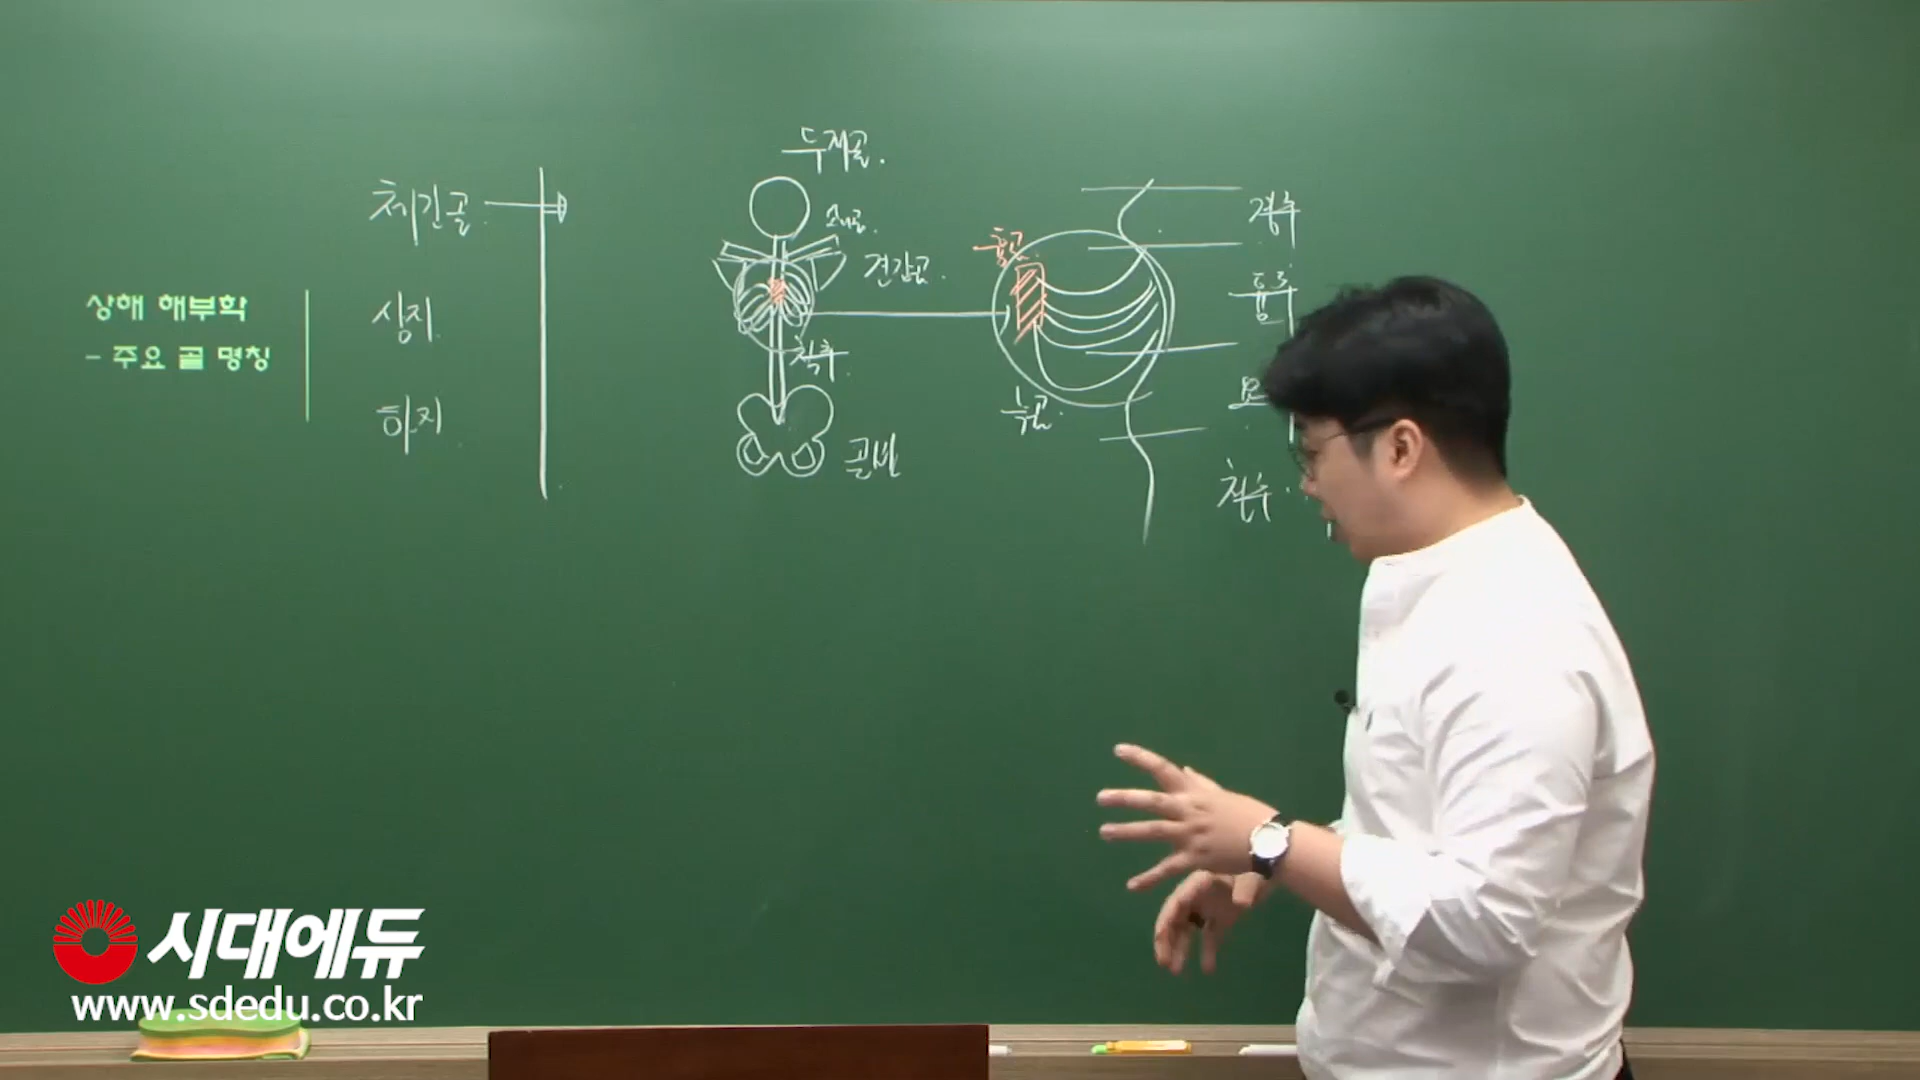 상해 해부학
- 주요 골 명칭
체간골.
상지.
하지.
두개골.
쇄골.
견갑골.
척추.
골반
흉골.
늑골.
경추
흉추
요
천추.
시대에듀
www.sdedu.co.kr